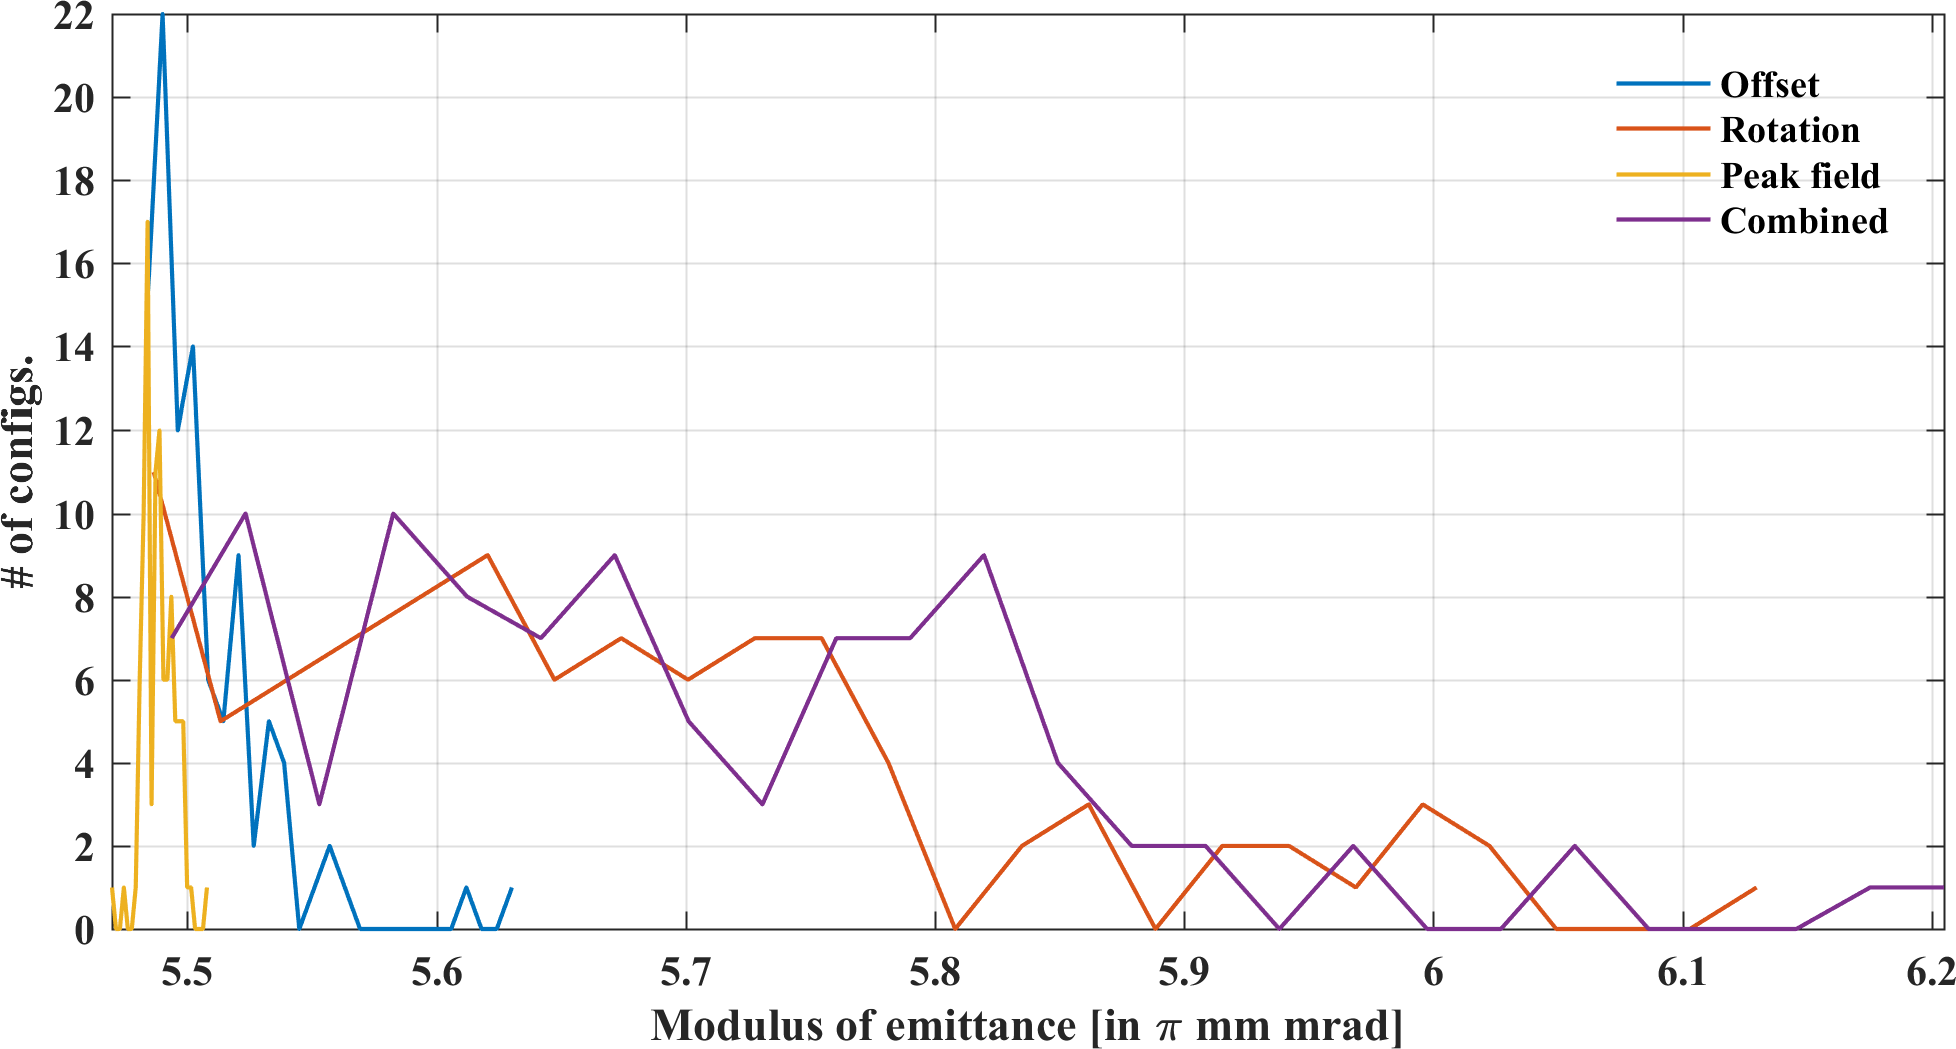 22
20
18
16
14
12
10
8
6
4
2
0
# of configs.
Offset
Rotation
Peak field
Combined
5.5 5.6 5.7 5.8 5.9 6 6.1 6.2
Modulus of emittance [in π mm mrad]